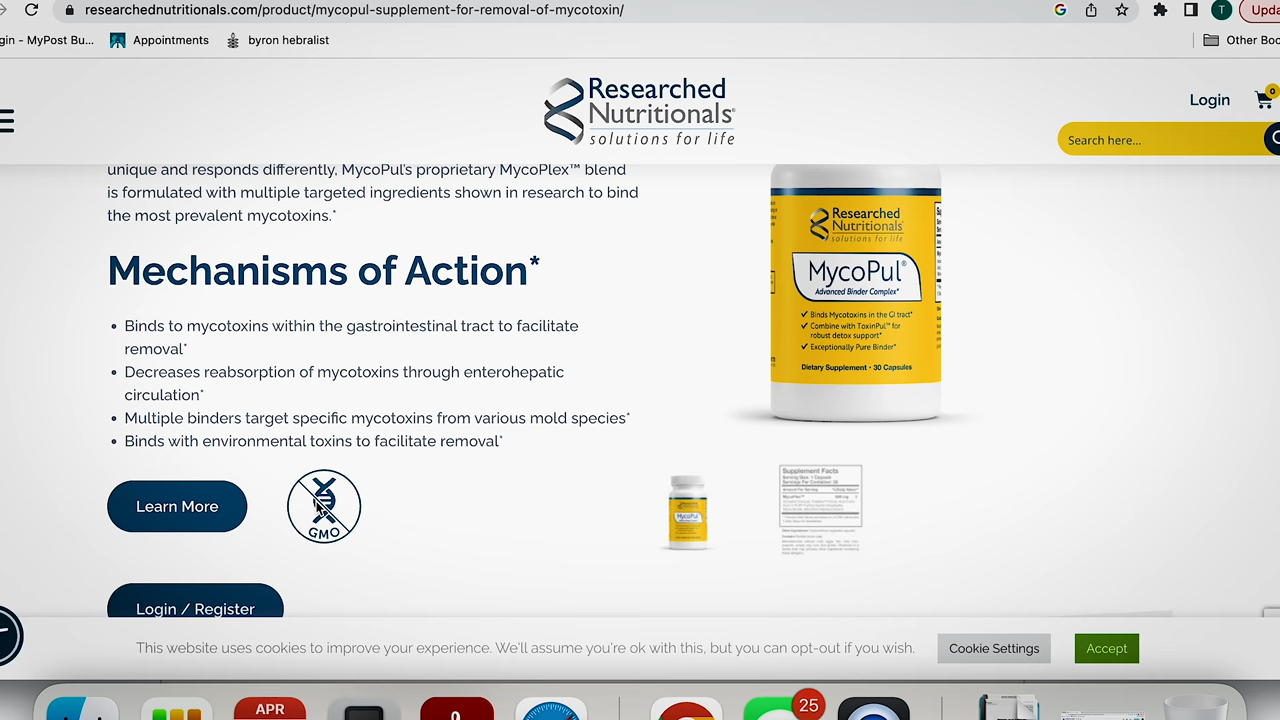 researchednutritionals.com/product/mycopul-supplement-for-removal-of-mycotoxin/
T
Upda
gin - MyPost Bu...
Appointments
byron hebralist
Other Boo
Researched
Nutritionals®
solutions for life
Login
0
Search here...
unique and responds differently, MycoPul's proprietary MycoPlex™ blend
is formulated with multiple targeted ingredients shown in research to bind
the most prevalent mycotoxins.*
Mechanisms of Action*
• Binds to mycotoxins within the gastrointestinal tract to facilitate
removal*
• Decreases reabsorption of mycotoxins through enterohepatic
circulation*
• Multiple binders target specific mycotoxins from various mold species*
• Binds with environmental toxins to facilitate removal*
Learn More
GMO
Login / Register
Researched
Nutritionals®
solutions for life
MycoPul®
Advanced Binder Complex*
✓ Binds Mycotoxins in the GI tract*
✓ Combine with ToxinPul™ for
robust detox support*
✓ Exceptionally Pure Binder*
Dietary Supplement • 30 Capsules
MycoPul
Supplement Facts
Serving Size: 1 Capsule
This website uses cookies to improve your experience. We'll assume you're ok with this, but you can opt-out if you wish.
Cookie Settings
Accept
APR
25